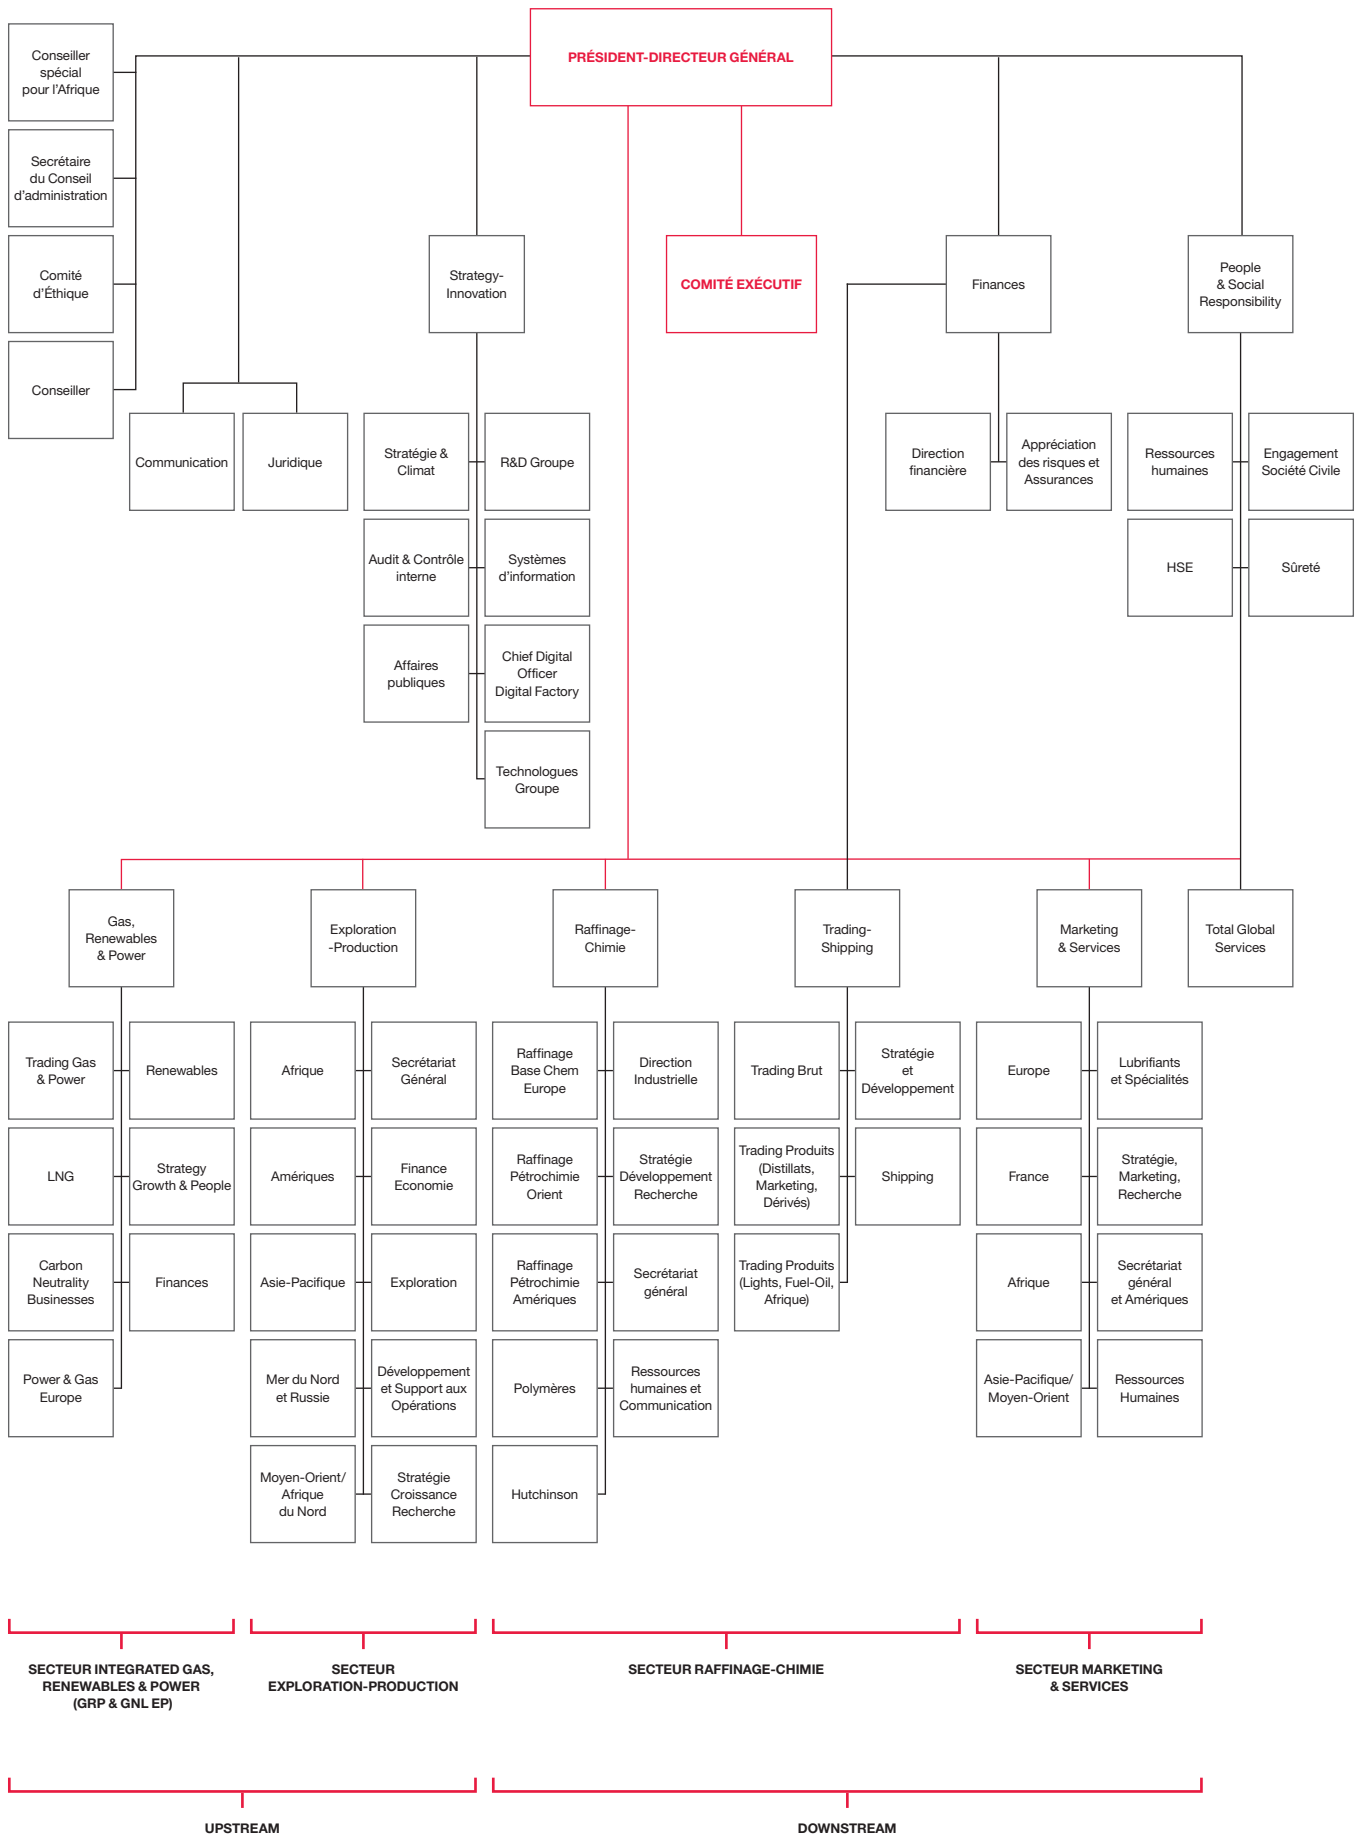 PRÉSIDENT-DIRECTEUR GÉNÉRAL
Conseiller
spécial
pour l'Afrique
Secrétaire
du Conseil
d'administration
Comité
d'Éthique
Conseiller
Strategy-
Innovation
COMITÉ EXÉCUTIF
Finances
People
& Social
Responsibility
Communication
Juridique
Stratégie &
Climat
R&D Groupe
Audit & Contrôle
interne
Systèmes
d'information
Affaires
publiques
Chief Digital
Officer
Digital Factory
Technologues
Groupe
Direction
financière
Appréciation
des risques et
Assurances
Ressources
humaines
Engagement
Société Civile
HSE
Sûreté
Gas,
Renewables
& Power
Exploration
-Production
Raffinage-
Chimie
Trading-
Shipping
Marketing
& Services
Total Global
Services
Trading Gas
& Power
Renewables
LNG
Strategy
Growth & People
Carbon
Neutrality
Businesses
Finances
Power & Gas
Europe
Afrique
Secrétariat
Général
Amériques
Finance
Economie
Asie-Pacifique
Exploration
Mer du Nord
et Russie
Développement
et Support aux
Opérations
Moyen-Orient/
Afrique
du Nord
Stratégie
Croissance
Recherche
Raffinage
Base Chem
Europe
Direction
Industrielle
Raffinage
Pétrochimie
Orient
Stratégie
Développement
Recherche
Raffinage
Pétrochimie
Amériques
Secrétariat
général
Polymères
Ressources
humaines et
Communication
Hutchinson
Trading Brut
Stratégie
et
Développement
Trading Produits
(Distillats,
Marketing,
Dérivés)
Shipping
Trading Produits
(Lights, Fuel-Oil,
Afrique)
Europe
Lubrifiants
et Spécialités
France
Stratégie,
Marketing,
Recherche
Afrique
Secrétariat
général
et Amériques
Asie-Pacifique/
Moyen-Orient
Ressources
Humaines
SECTEUR INTEGRATED GAS,
RENEWABLES & POWER
(GRP & GNL EP)
SECTEUR
EXPLORATION-PRODUCTION
SECTEUR RAFFINAGE-CHIMIE
SECTEUR MARKETING
& SERVICES
UPSTREAM
DOWNSTREAM